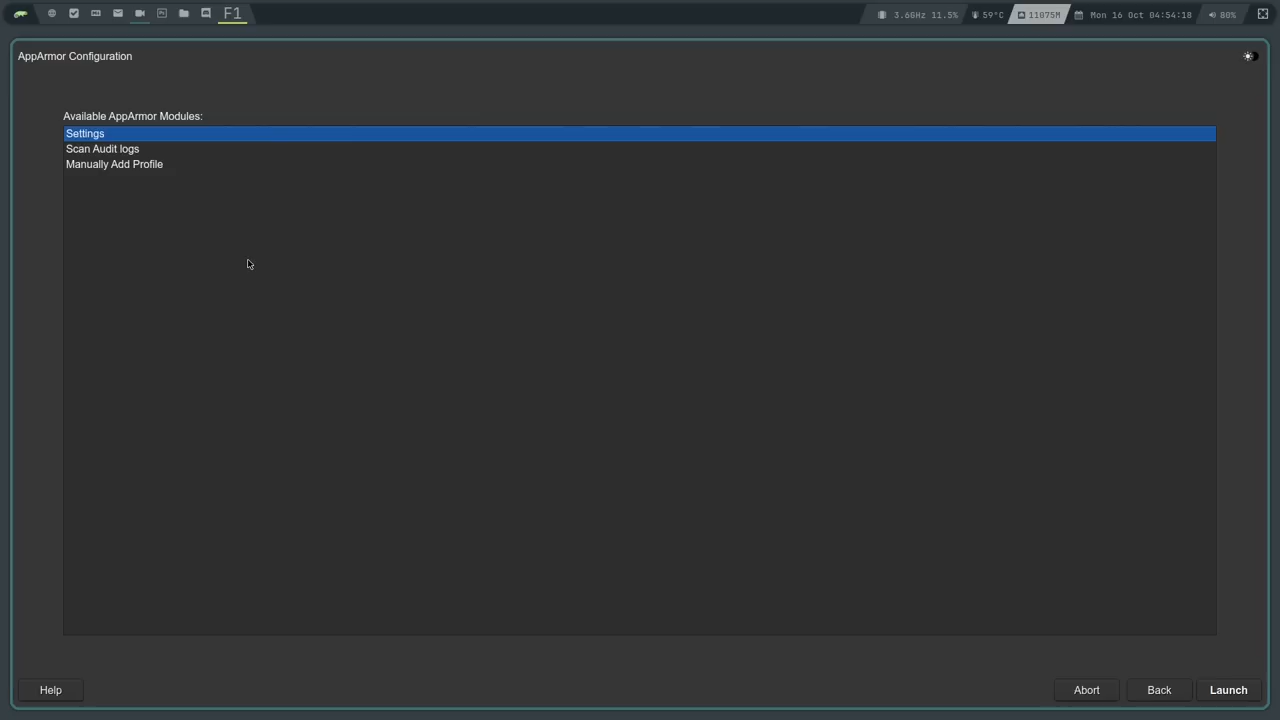 F1
3.6GHz 11.5%
59°C
11075M
Mon 16 Oct 04:54:18
80%
AppArmor Configuration
Available AppArmor Modules:
Settings
Scan Audit logs
Manually Add Profile
Help
Abort
Back
Launch